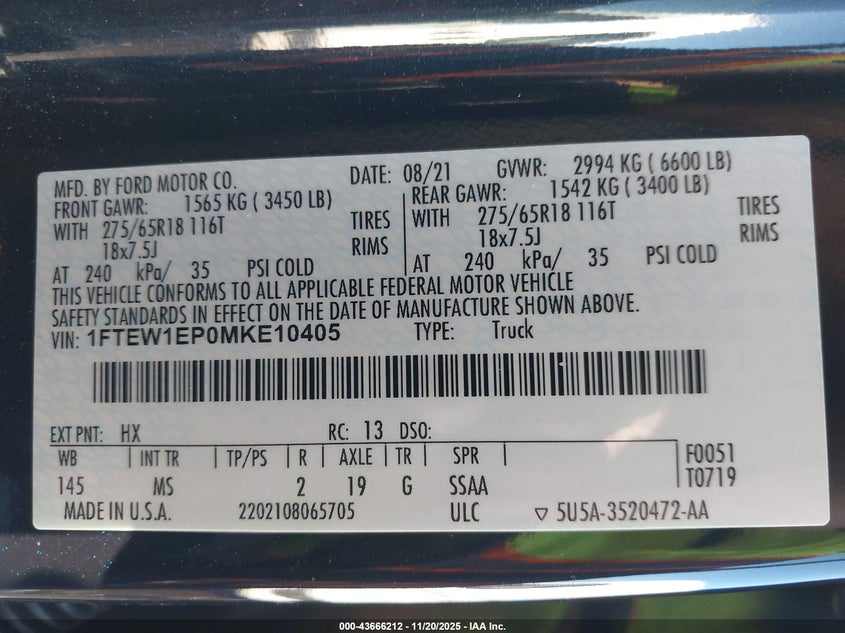 MFD. BY FORD MOTOR CO. DATE: 08/21 GVWR: 2994 KG ( 6600 LB)
FRONT GAWR: 1565 KG ( 3450 LB) REAR GAWR: 1542 KG ( 3400 LB)
WITH 275/65R18 116T TIRES WITH 275/65R18 116T TIRES
18x7.5J RIMS 18x7.5J RIMS
AT 240 kPa/ 35 PSI COLD AT 240 kPa/ 35 PSI COLD
THIS VEHICLE CONFORMS TO ALL APPLICABLE FEDERAL MOTOR VEHICLE
SAFETY STANDARDS IN EFFECT ON THE DATE OF MANUFACTURE SHOWN ABOVE.
VIN: 1FTEW1EP0MKE10405 TYPE: Truck
EXT PNT: HX RC: 13 DSO:
WB INT TR TP/PS R AXLE TR SPR F0051
145 MS 2 19 G SSAA T0719
MADE IN U.S.A. 2202108065705 ULC ▽ 5U5A-3520472-AA
000-43666212 - 11/20/2025 - IAA Inc.